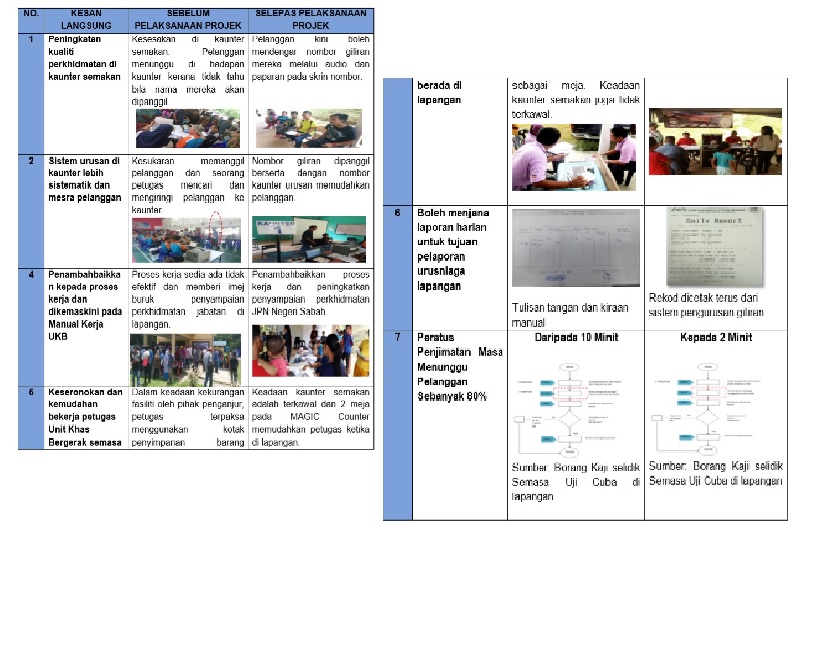 NO.
KESAN LANGSUNG
SEBELUM PELAKSANAAN PROJEK
SELEPAS PELAKSANAAN PROJEK
1
Peningkatan
kualiti
perkhidmatan di
kaunter semakan
Kesesakan di kaunter
semakan. Pelanggan
menunggu di hadapan
kaunter kerana tidak tahu
bila nama mereka akan
dipanggil
Pelanggan kini boleh
mendengar nombor giliran
mereka melalui audio dan
paparan pada skrin nombor.
2
Sistem urusan di
kaunter lebih
sistematik dan
mesra pelanggan
Kesukaran memanggil
pelanggan dan seorang
petugas mencari dan
mengiringi pelanggan ke
kaunter
Nombor giliran dipanggil
berserta dengan nombor
kaunter urusan memudahkan
pelanggan.
4
Penambahbaikka
n kepada proses
kerja dan
dikemaskini pada
Manual Kerja
UKB
Proses kerja sedia ada tidak
efektif dan memberi imej
buruk penyampaian
perkhidmatan jabatan di
lapangan.
Penambahbaikkan proses
kerja dan peningkatkan
penyampaian perkhidmatan
JPN Negeri Sabah.
5
Keseronokan dan
kemudahan
bekerja petugas
Unit Khas
Bergerak semasa
Dalam keadaan kekurangan
fasiliti oleh pihak penganjur,
petugas terpaksa
menggunakan kotak
penyimpanan barang
Keadaan kaunter semakan
adalah terkawal dan 2 meja
pada MAGIC Counter
memudahkan petugas ketika
di lapangan.
berada di
lapangan
sebagai meja. Keadaan
kaunter semakan juga tidak
terkawal.
6
Boleh menjana
laporan harian
untuk tujuan
pelaporan
urusniaga
lapangan
Tulisan tangan dan kiraan
manual
Rekod dicetak terus dari
sistem pengurusan giliran
7
Peratus
Penjimatan Masa
Menunggu
Pelanggan
Sebanyak 80%
Daripada 10 Minit
Sumber: Borang Kaji selidik
Semasa Uji Cuba di
lapangan
Kepada 2 Minit
Sumber: Borang Kaji selidik
Semasa Uji Cuba di lapangan